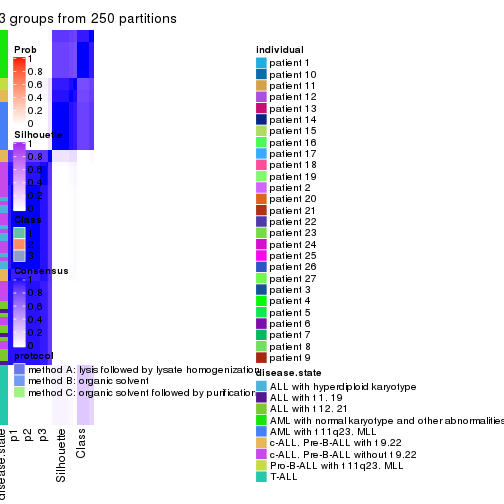 3 groups from 250 partitions
Prob
1
0.8
0.6
0.4
0.2
0
Silhouette
1
0.8
0.6
0.4
0.2
0
Class
1
2
3
Consensus
1
0.8
0.6
0.4
0.2
0
protocol
method A: lysis followed by lysate homogenization
method B: organic solvent
method C: organic solvent followed by purification
disease.state
p1
p2
p3
Silhouette
Class
individual
patient 1
patient 10
patient 11
patient 12
patient 13
patient 14
patient 15
patient 16
patient 17
patient 18
patient 19
patient 2
patient 20
patient 21
patient 22
patient 23
patient 24
patient 25
patient 26
patient 27
patient 3
patient 4
patient 5
patient 6
patient 7
patient 8
patient 9
disease.state
ALL with hyperdiploid karyotype
ALL with t 1. 19
ALL with t 12. 21
AML with normal karyotype and other abnormalities
AML with t 11q23. MLL
c-ALL. Pre-B-ALL with t 9.22
c-ALL. Pre-B-ALL without t 9.22
Pro-B-ALL with t 11q23. MLL
T-ALL